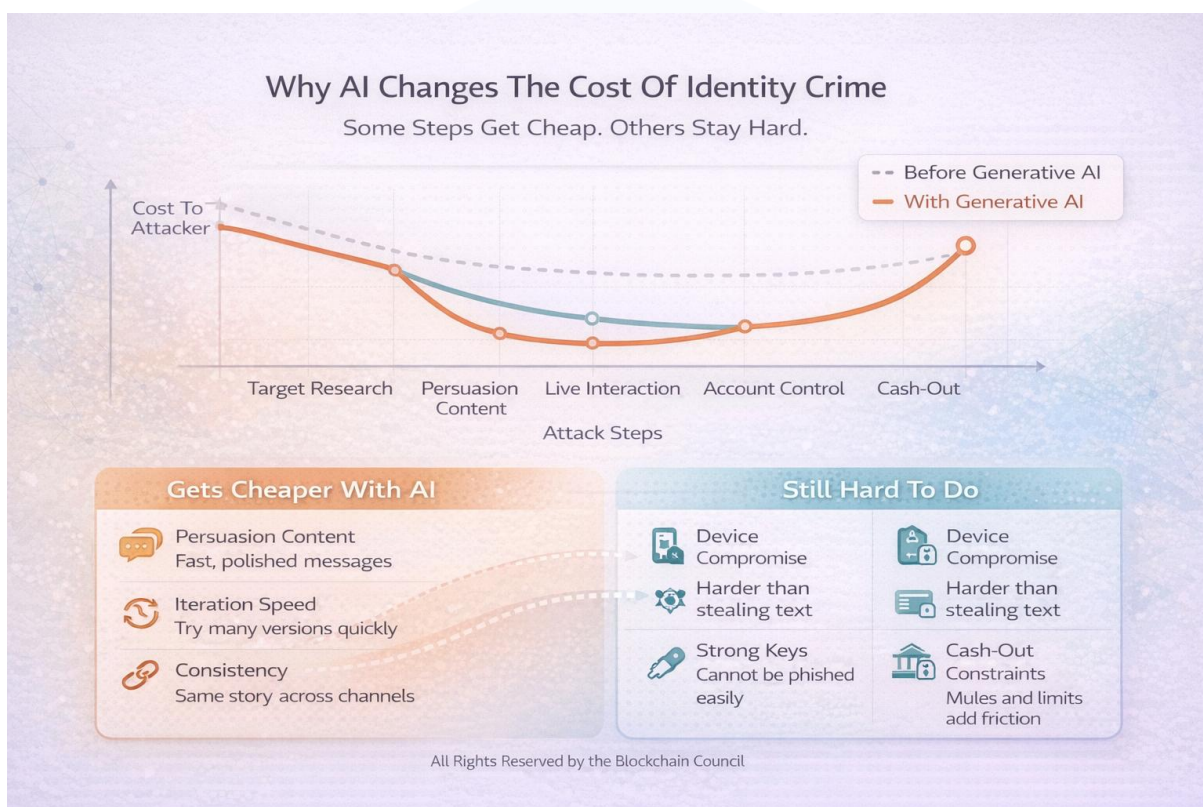 Why AI Changes The Cost Of Identity Crime
Some Steps Get Cheap. Others Stay Hard.
Before Generative AI
With Generative AI
Cost To
Attacker
Target Research
Persuasion
Content
Live Interaction
Account Control
Cash-Out
Attack Steps
Gets Cheaper With AI
Persuasion Content
Fast, polished messages
Iteration Speed
Try many versions quickly
Consistency
Same story across channels
Still Hard To Do
Device
Compromise
Harder than
stealing text
Strong Keys
Cannot be phished
easily
Device
Compromise
Harder than
stealing text
Cash-Out
Constraints
Mules and limits
add friction
All Rights Reserved by the Blockchain Council